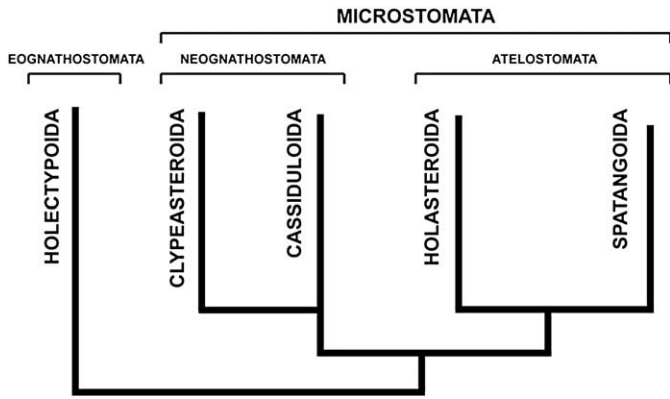 MICROSTOMATA
EOGNATHOSTOMATA
NEOGNATHOSTOMATA
ATELOSTOMATA
HOLECTYPOIDA
CLYPEASTEROIDA
CASSIDULOIDA
HOLASTEROIDA
SPATANGOIDA